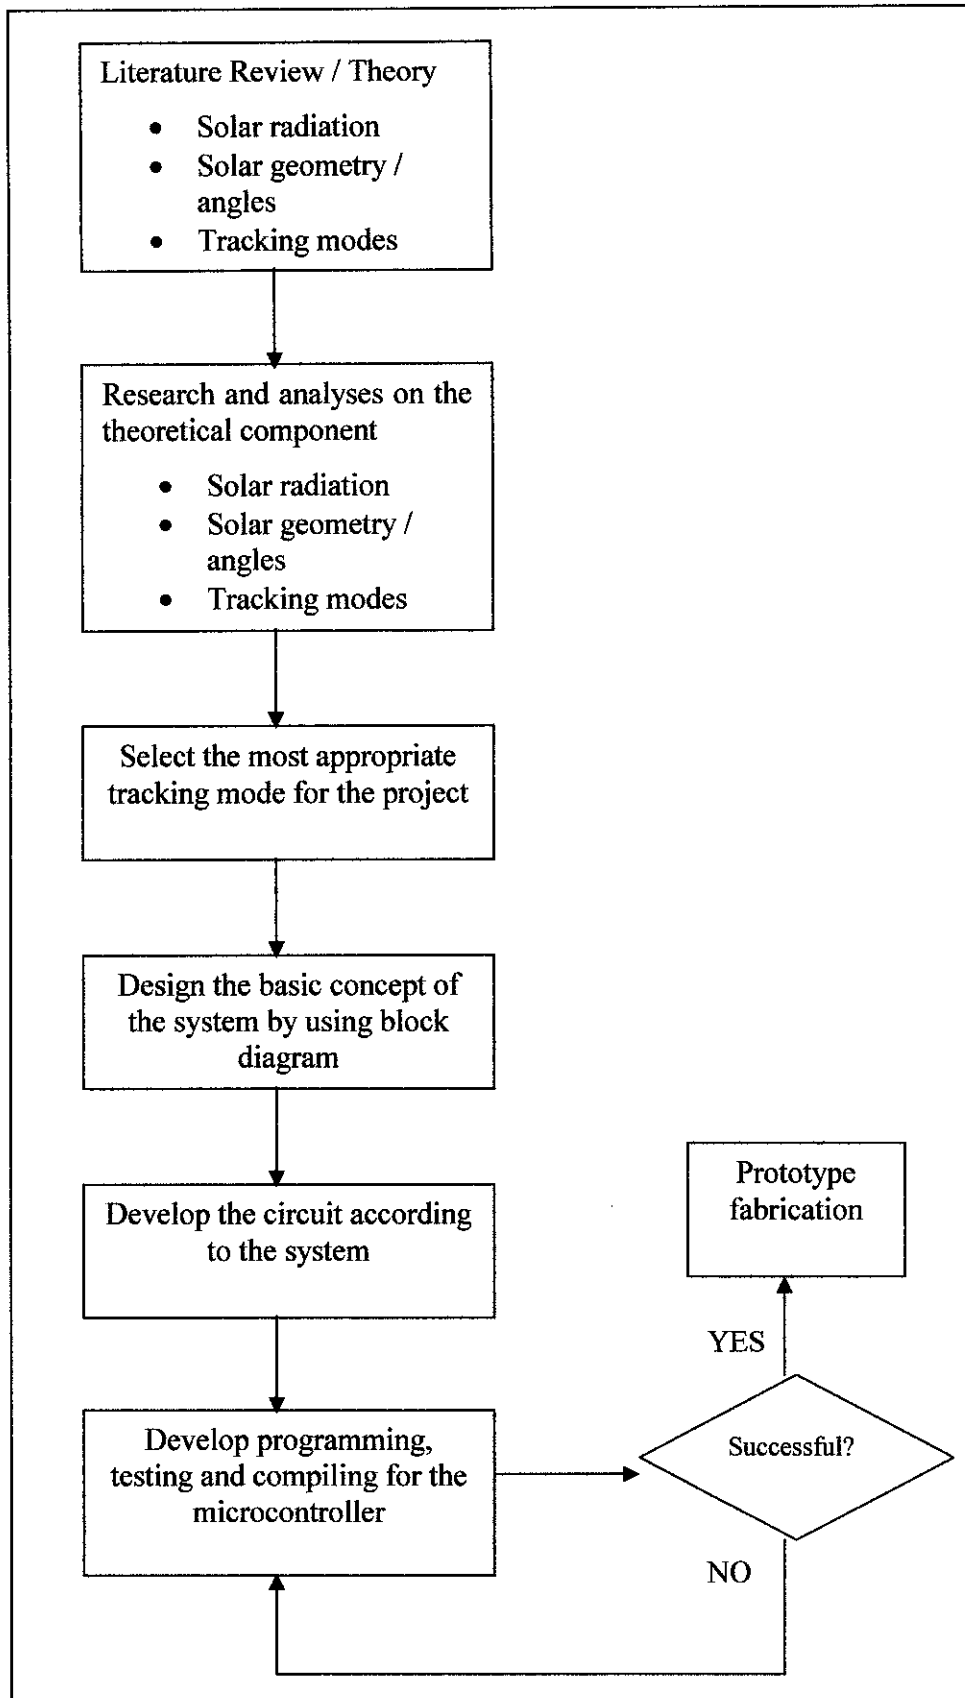 Literature Review / Theory
• Solar radiation
• Solar geometry /
angles
• Tracking modes
Research and analyses on the
theoretical component
• Solar radiation
• Solar geometry /
angles
• Tracking modes
Select the most appropriate
tracking mode for the project
Design the basic concept of
the system by using block
diagram
Develop the circuit according
to the system
Develop programming,
testing and compiling for the
microcontroller
Successful?
YES
Prototype
fabrication
NO